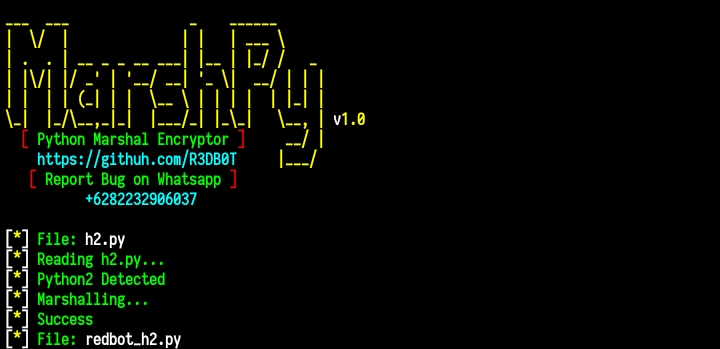 MarshPy v1.0
[ Python Marshal Encryptor ]
https://githuh.com/R3DB0T
[ Report Bug on Whatsapp ]
+6282232906037
[*] File: h2.py
[*] Reading h2.py...
[*] Python2 Detected
[*] Marshalling...
[*] Success
[*] File: redbot_h2.py